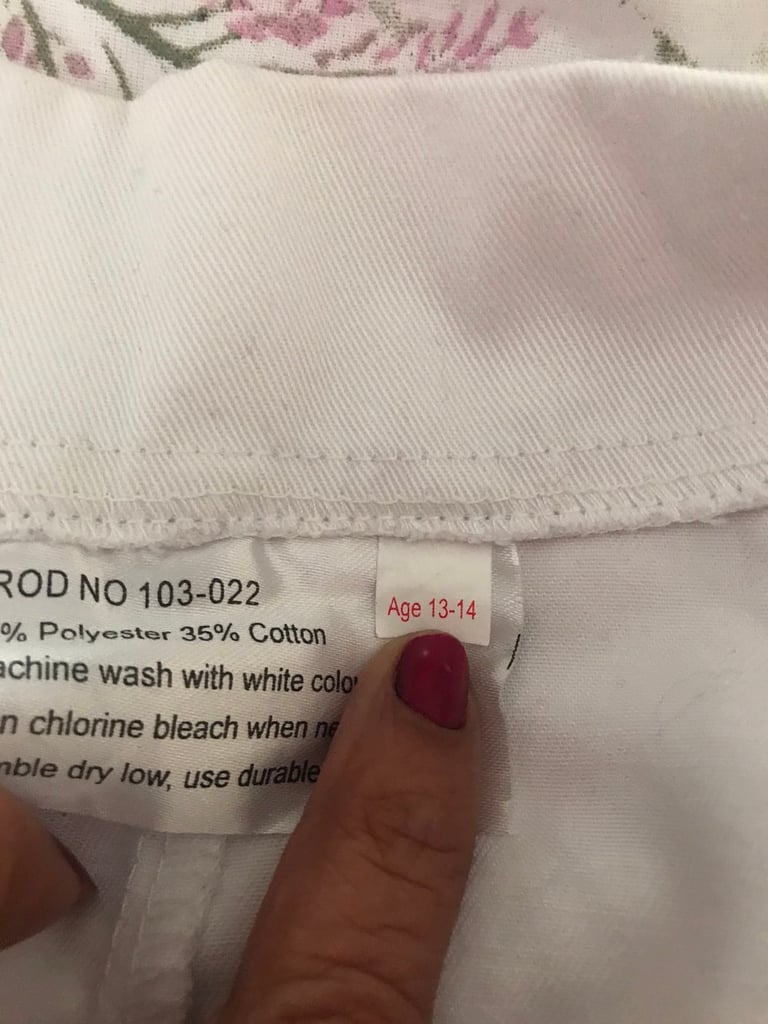 ROD NO 103-022
% Polyester 35% Cotton
achine wash with white colo
n chlorine bleach when ne
mble dry low, use durable
Age 13-14